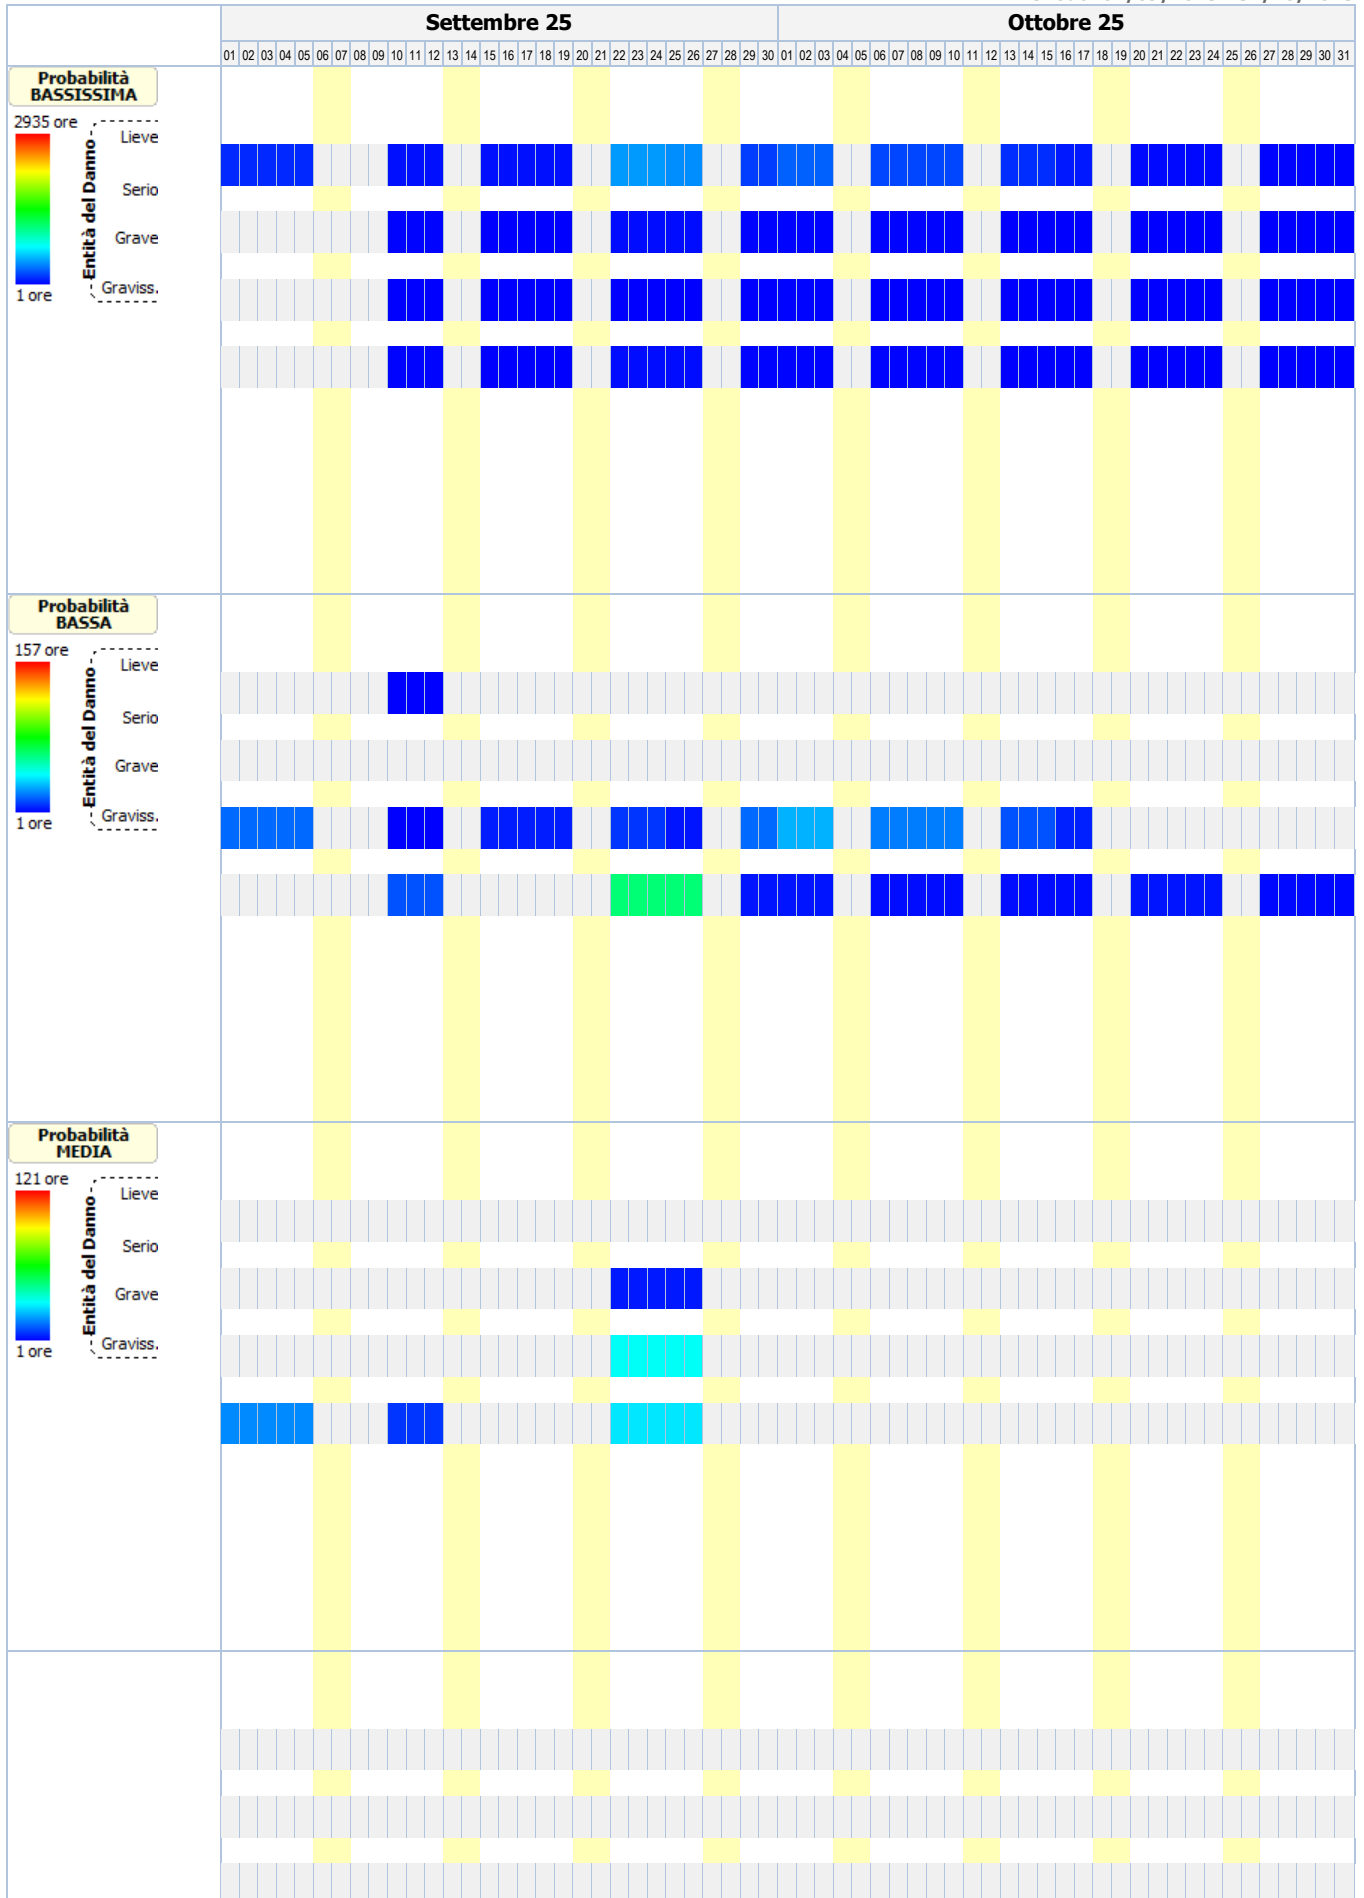 Settembre 25 Ottobre 25
01 02 03 04 05 06 07 08 09 10 11 12 13 14 15 16 17 18 19 20 21 22 23 24 25 26 27 28 29 30 01 02 03 04 05 06 07 08 09 10 11 12 13 14 15 16 17 18 19 20 21 22 23 24 25 26 27 28 29 30 31
Probabilità
BASSISSIMA
2935 ore
1 ore
Entità del Danno
Lieve
Serio
Grave
Graviss.
Probabilità
BASSA
157 ore
1 ore
Entità del Danno
Lieve
Serio
Grave
Graviss.
Probabilità
MEDIA
121 ore
1 ore
Entità del Danno
Lieve
Serio
Grave
Graviss.